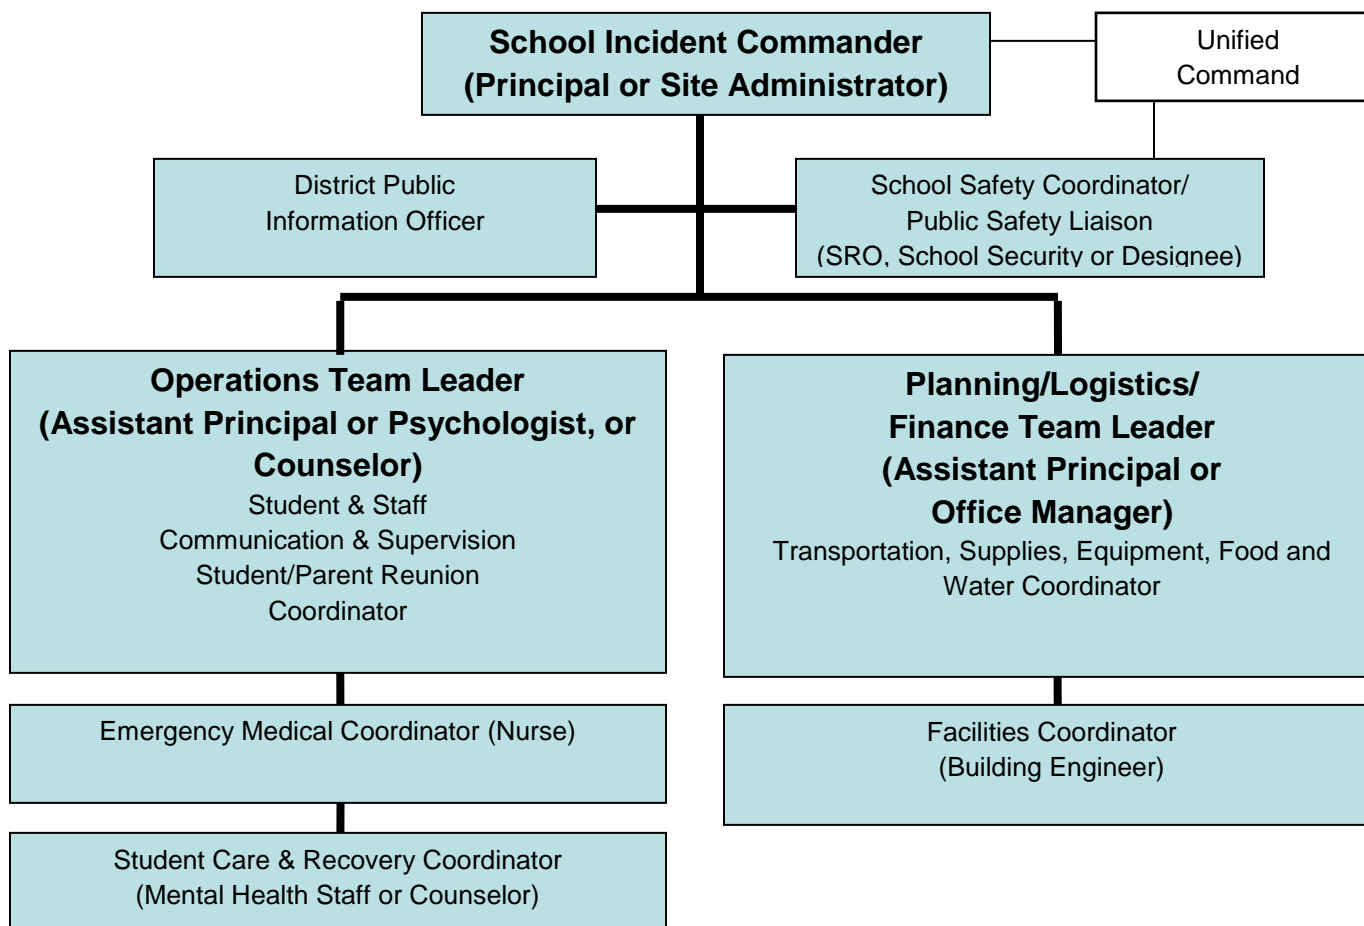 School Incident Commander
(Principal or Site Administrator)
Unified
Command
District Public
Information Officer
School Safety Coordinator/
Public Safety Liaison
(SRO, School Security or Designee)
Operations Team Leader
(Assistant Principal or Psychologist, or
Counselor)
Student & Staff
Communication & Supervision
Student/Parent Reunion
Coordinator
Planning/Logistics/
Finance Team Leader
(Assistant Principal or
Office Manager)
Transportation, Supplies, Equipment, Food and
Water Coordinator
Emergency Medical Coordinator (Nurse)
Facilities Coordinator
(Building Engineer)
Student Care & Recovery Coordinator
(Mental Health Staff or Counselor)